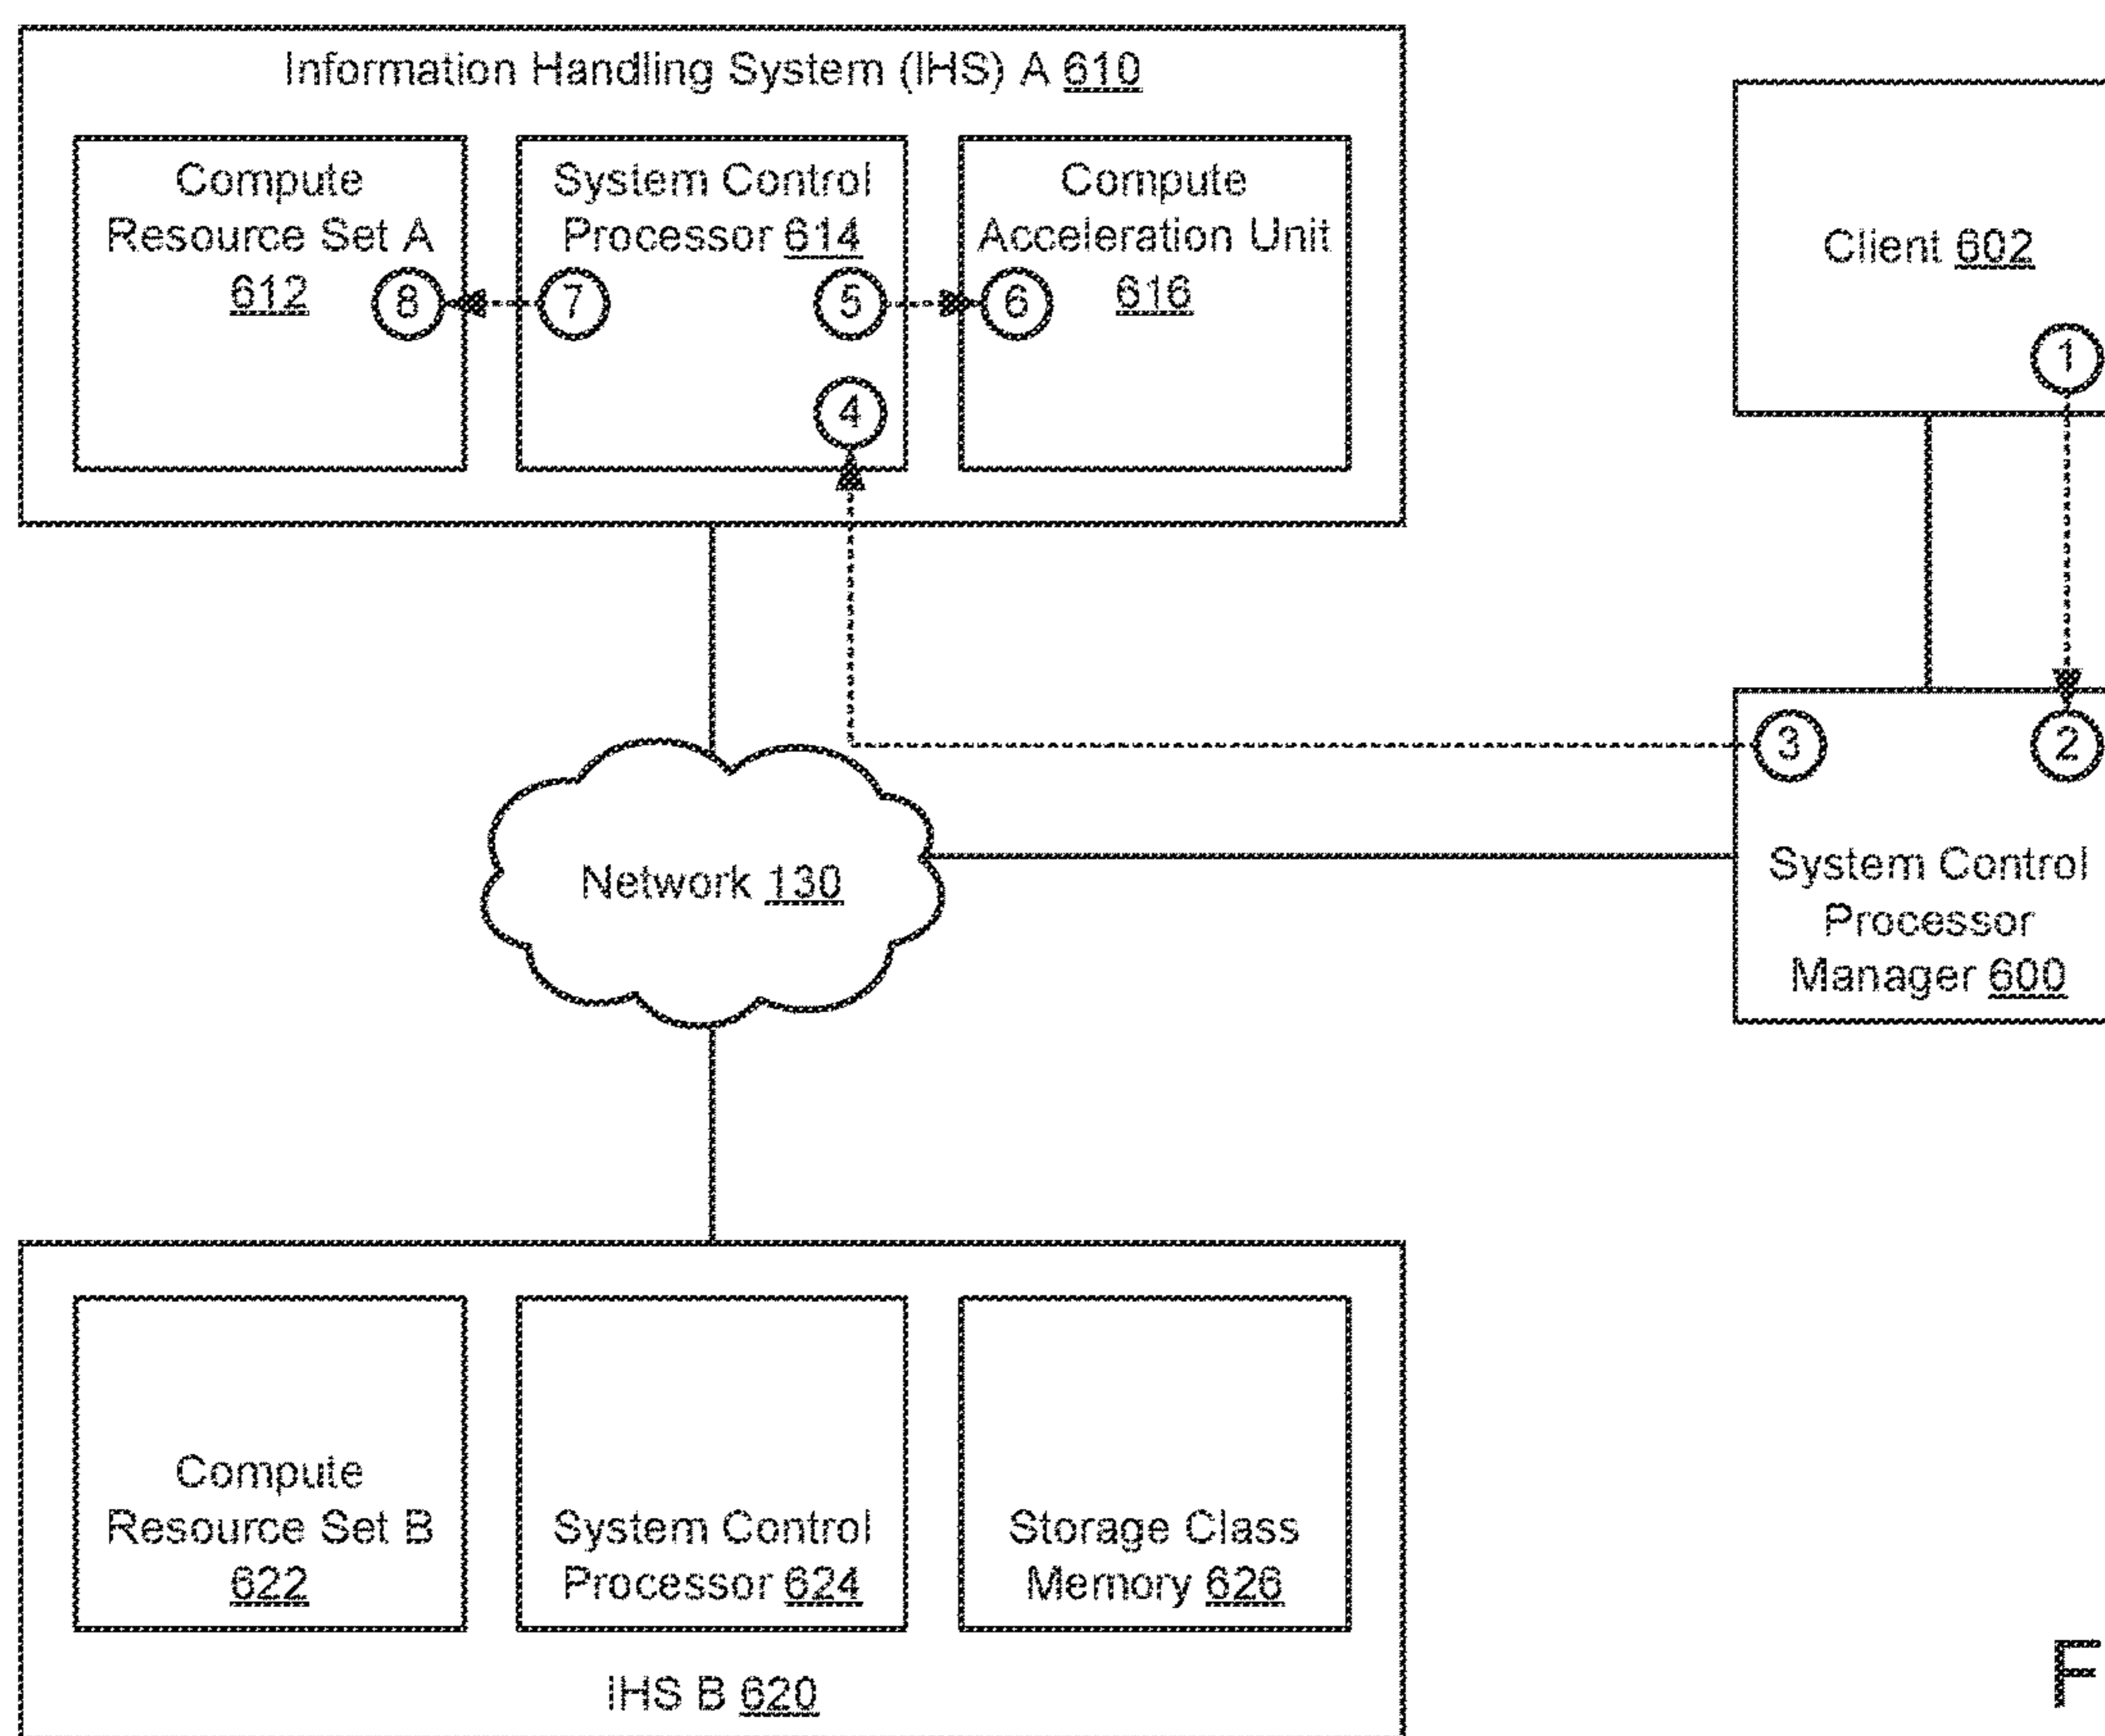 Information Handling System (IHS) A 610
Compute
Resource Set A
612
8
System Control
Processor 614
7
5
4
Compute
Acceleration Unit
616
6
Client 602
1
3
2
System Control
Processor
Manager 600
Network 130
Compute
Resource Set B
622
System Control
Processor 624
Storage Class
Memory 626
IHS B 620
F